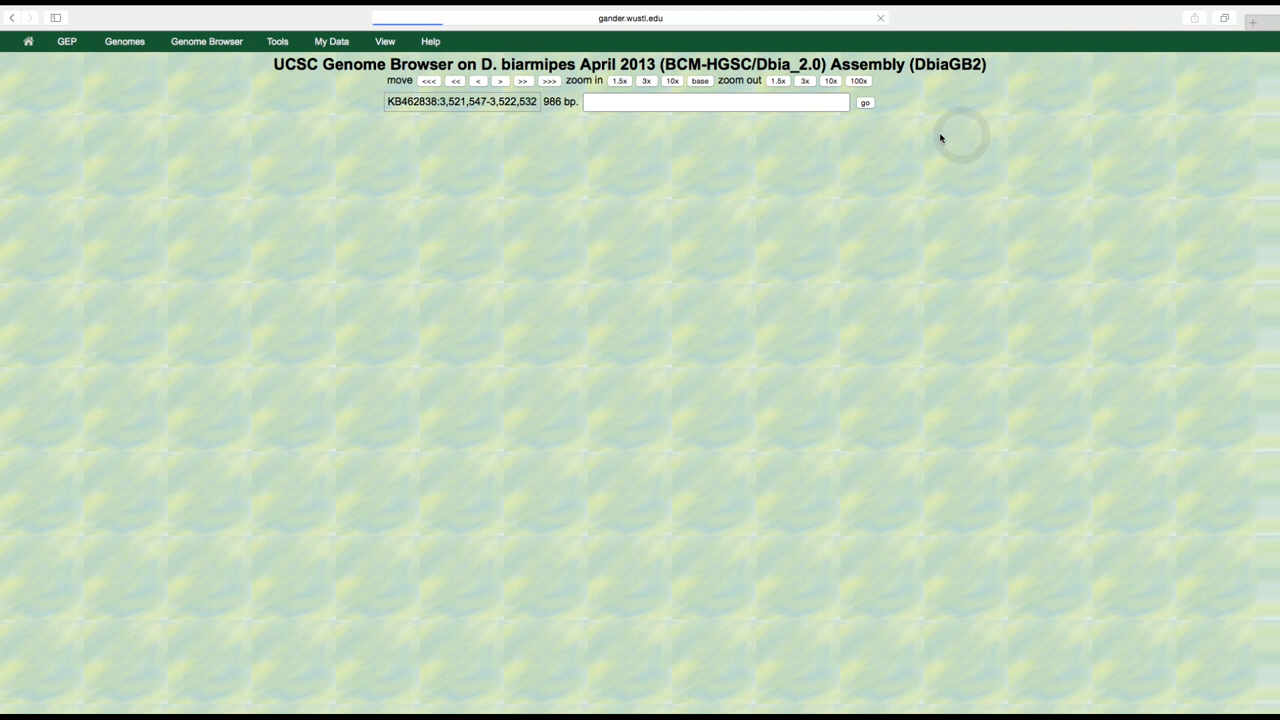 gander.wustl.edu
GEP Genomes Genome Browser Tools My Data View Help
UCSC Genome Browser on D. biarmipes April 2013 (BCM-HGSC/Dbia_2.0) Assembly (DbiaGB2)
move <<< << < > >> >>> zoom in 1.5x 3x 10x base zoom out 1.5x 3x 10x 100x
KB462838:3,521,547-3,522,532 986 bp. go